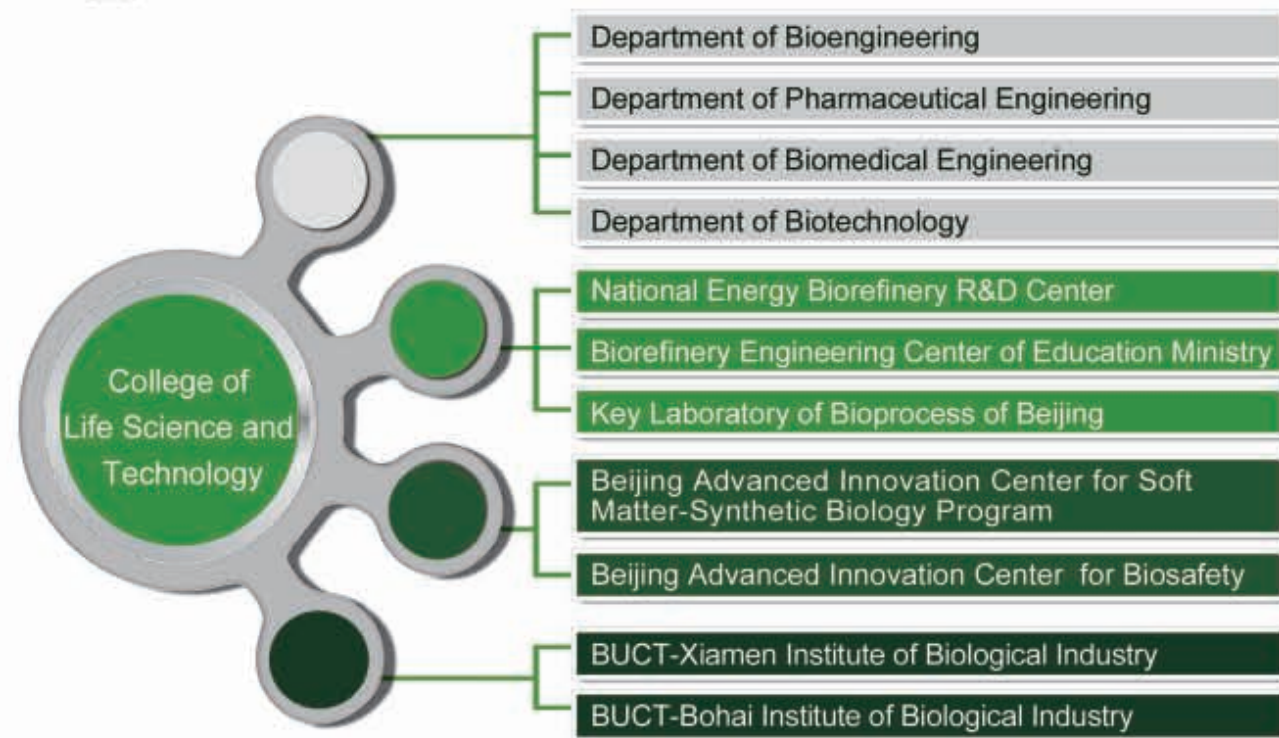 College of
Life Science and
Technology
Department of Bioengineering
Department of Pharmaceutical Engineering
Department of Biomedical Engineering
Department of Biotechnology
National Energy Biorefinery R&D Center
Biorefinery Engineering Center of Education Ministry
Key Laboratory of Bioprocess of Beijing
Beijing Advanced Innovation Center for Soft
Matter-Synthetic Biology Program
Beijing Advanced Innovation Center for Biosafety
BUCT-Xiamen Institute of Biological Industry
BUCT-Bohai Institute of Biological Industry